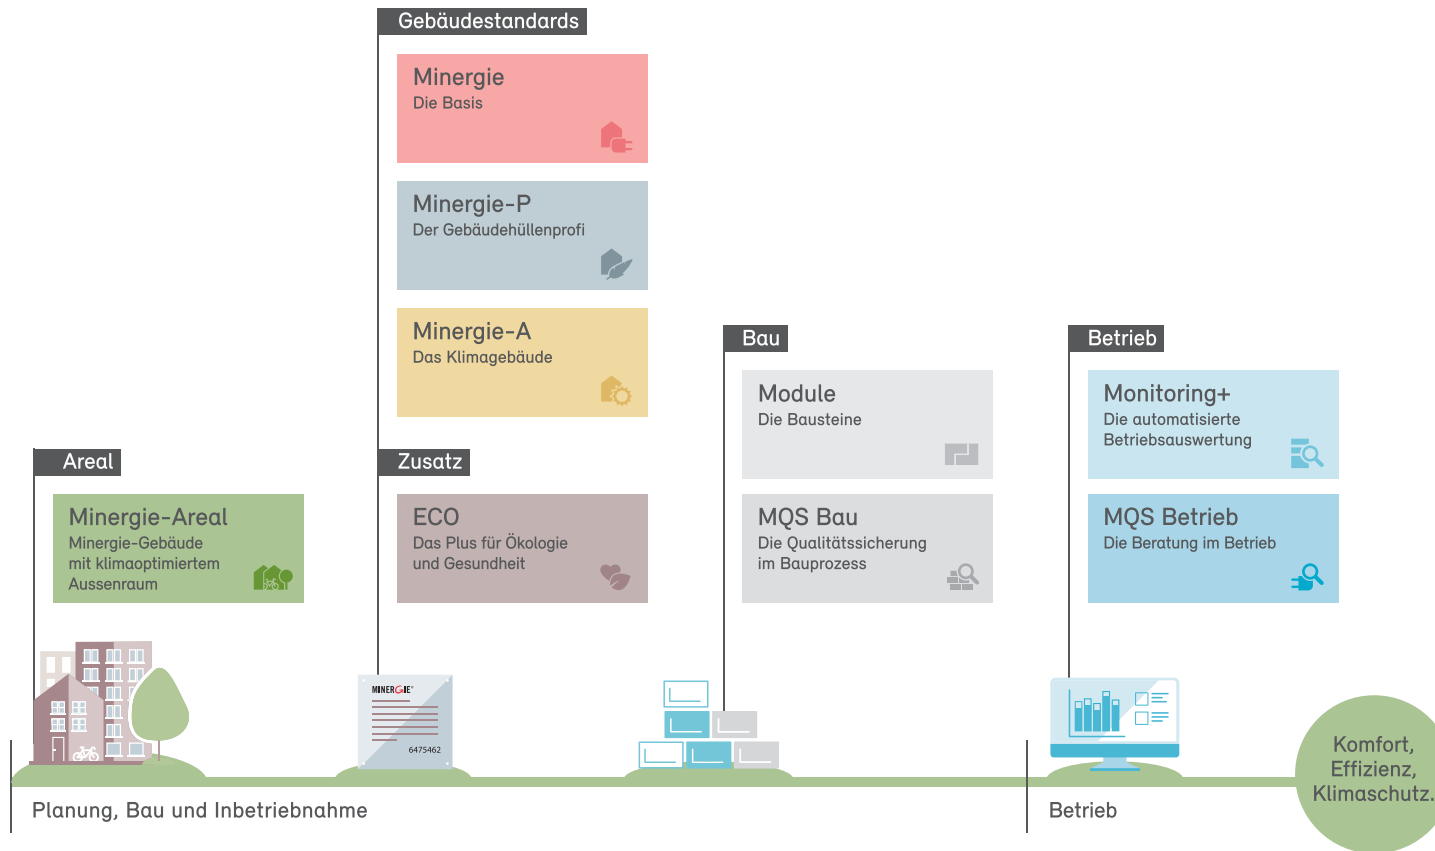 Gebäudestandards
Minergie
Die Basis
Minergie-P
Der Gebäudehüllenprofi
Minergie-A
Das Klimagebäude
Areal
Minergie-Areal
Minergie-Gebäude
mit klimaoptimiertem
Aussenraum
Zusatz
ECO
Das Plus für Ökologie
und Gesundheit
Bau
Module
Die Bausteine
MQS Bau
Die Qualitätssicherung
im Bauprozess
Betrieb
Monitoring+
Die automatisierte
Betriebsauswertung
MQS Betrieb
Die Beratung im Betrieb
MINERGIE®
6475462
Komfort,
Effizienz,
Klimaschutz.
Planung, Bau und Inbetriebnahme
Betrieb